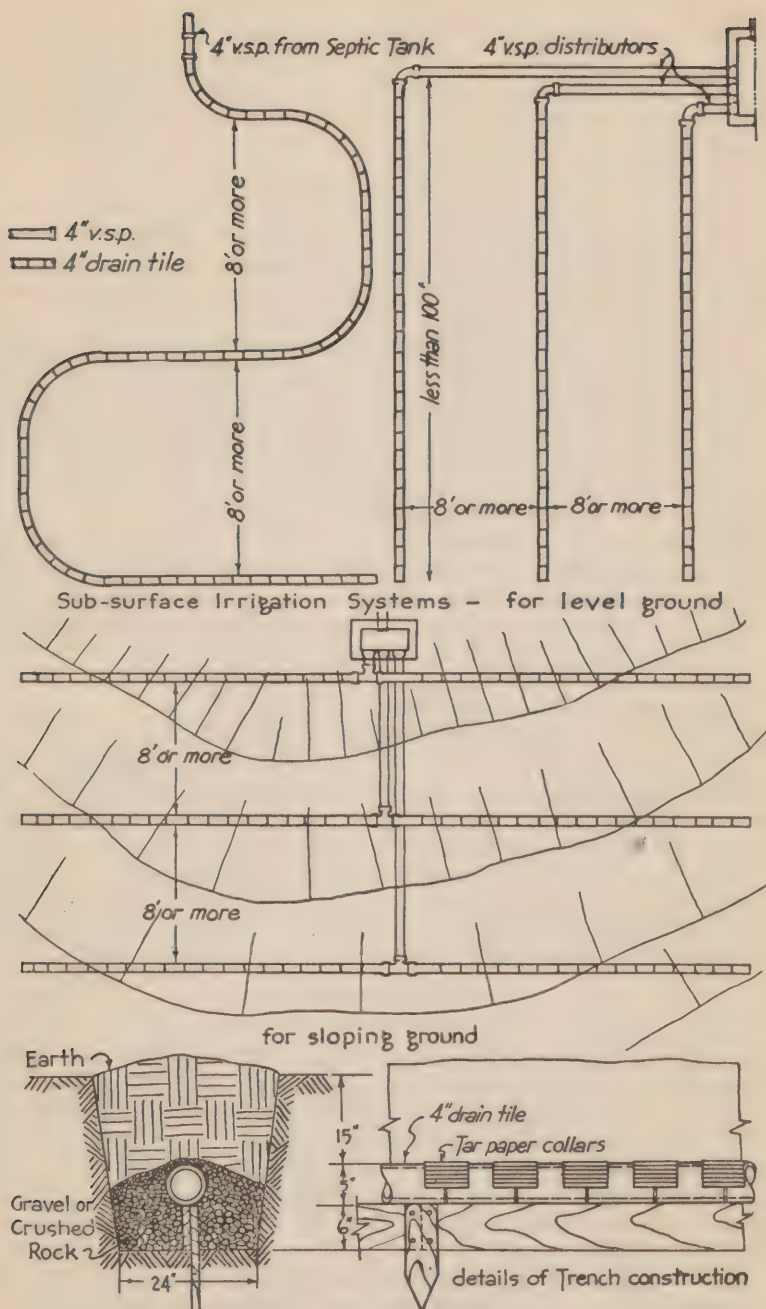 4" v.s.p. from Septic Tank
4" v.s.p. distributors
8' or more
4" v.s.p.
4" drain tile
less than 100"
8' or more
8' or more
8' or more
Sub-surface Irrigation Systems – for level ground
8' or more
8' or more
for sloping ground
Earth
4" drain tile
15"
Tar paper collars
5"
Gravel or
Crushed
Rock
6"
24"
details of Trench construction